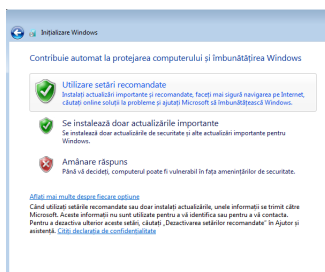 Inițializare Windows
Contribuie automat la protejarea computerului și îmbunătățirea Windows
Utilizare setări recomandate
Instalați actualizări importante și recomandate, faceți mai sigură navigarea pe Internet,
căutați online soluții la probleme și ajutați Microsoft să îmbunătățească Windows.
Se instalează doar actualizările importante
Se instalează doar actualizările de securitate și alte actualizări importante pentru
Windows.
Amânare răspuns
Până vă decideți, computerul poate fi vulnerabil în fața amenințărilor de securitate.
Aflați mai multe despre fiecare opțiune
Când utilizați setările recomandate sau doar instalați actualizările, unele informații se trimit către
Microsoft. Aceste informații nu sunt utilizate pentru a vă identifica sau pentru a vă contacta.
Pentru a dezactiva ulterior aceste setări, căutați „Dezactivarea setărilor recomandate” în Ajutor și
asistență. Citiți declarația de confidențialitate